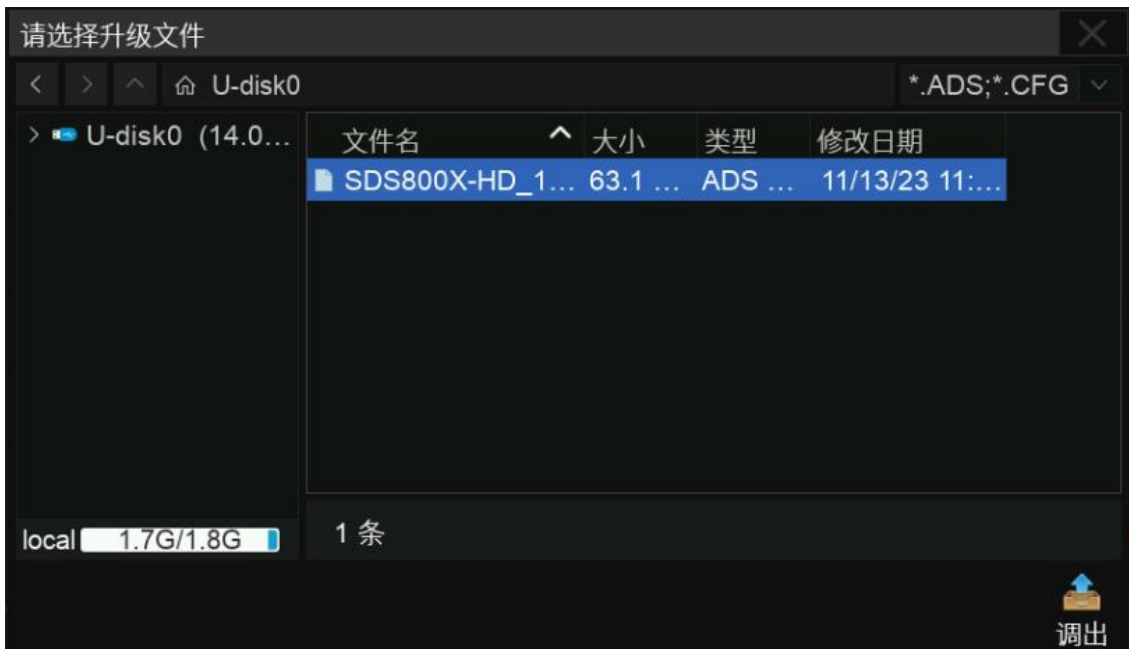 请选择升级文件
U-disk0 *.ADS;*.CFG
U-disk0 (14.0...
文件名 大小 类型 修改日期
SDS800X-HD_1... 63.1 ... ADS ... 11/13/23 11:...
local 1.7G/1.8G
1 条
调出